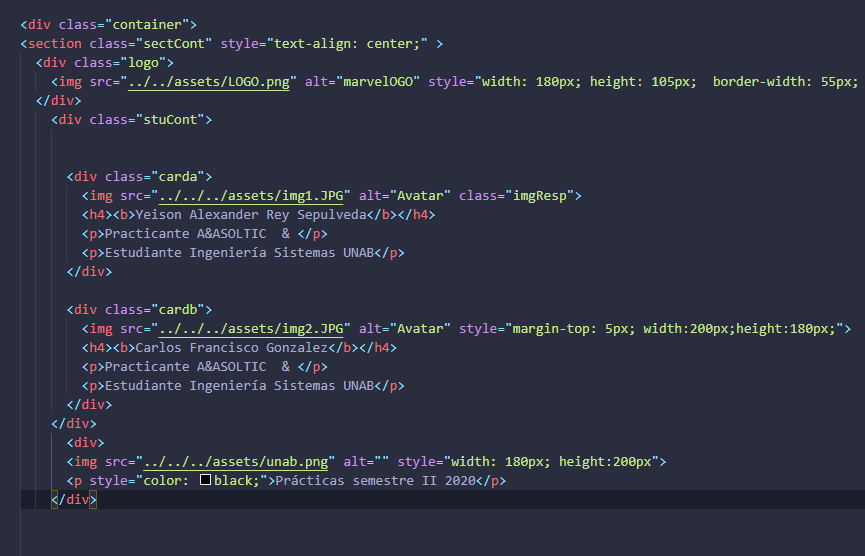 <div class="container">
<section class="sectCont" style="text-align: center;" >
<div class="logo">
<img src="../../assets/LOGO.png" alt="marvelOGO" style="width: 180px; height: 105px;  border-width: 55px;
</div>
<div class="stuCont">
<div class="carda">
<img src="../../../assets/img1.JPG" alt="Avatar" class="imgResp">
<h4><b>Yeison Alexander Rey Sepulveda</b></h4>
<p>Practicante A&ASOLTIC  & </p>
<p>Estudiante Ingeniería Sistemas UNAB</p>
</div>
<div class="cardb">
<img src="../../../assets/img2.JPG" alt="Avatar" style="margin-top: 5px; width:200px;height:180px;">
<h4><b>Carlos Francisco Gonzalez</b></h4>
<p>Practicante A&ASOLTIC  & </p>
<p>Estudiante Ingeniería Sistemas UNAB</p>
</div>
</div>
<div>
<img src="../../../assets/unab.png" alt="" style="width: 180px; height:200px">
<p style="color: black;">Prácticas semestre II 2020</p>
</div>